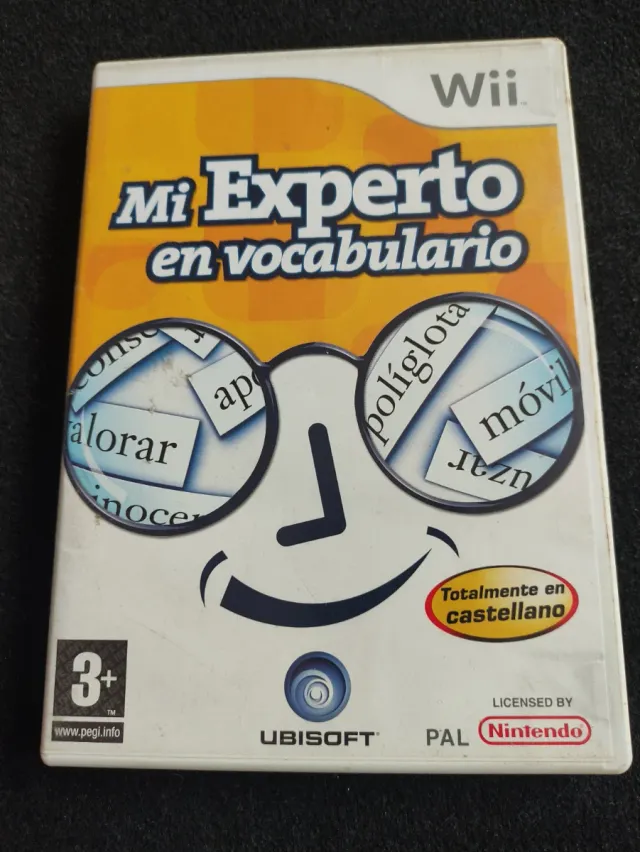 Wii
Mi Experto
en vocabulario
políglota
móvil
alorar
Totalmente en
castellano
3+
TM
www.pegi.info
UBISOFT
LICENSED BY
PAL Nintendo